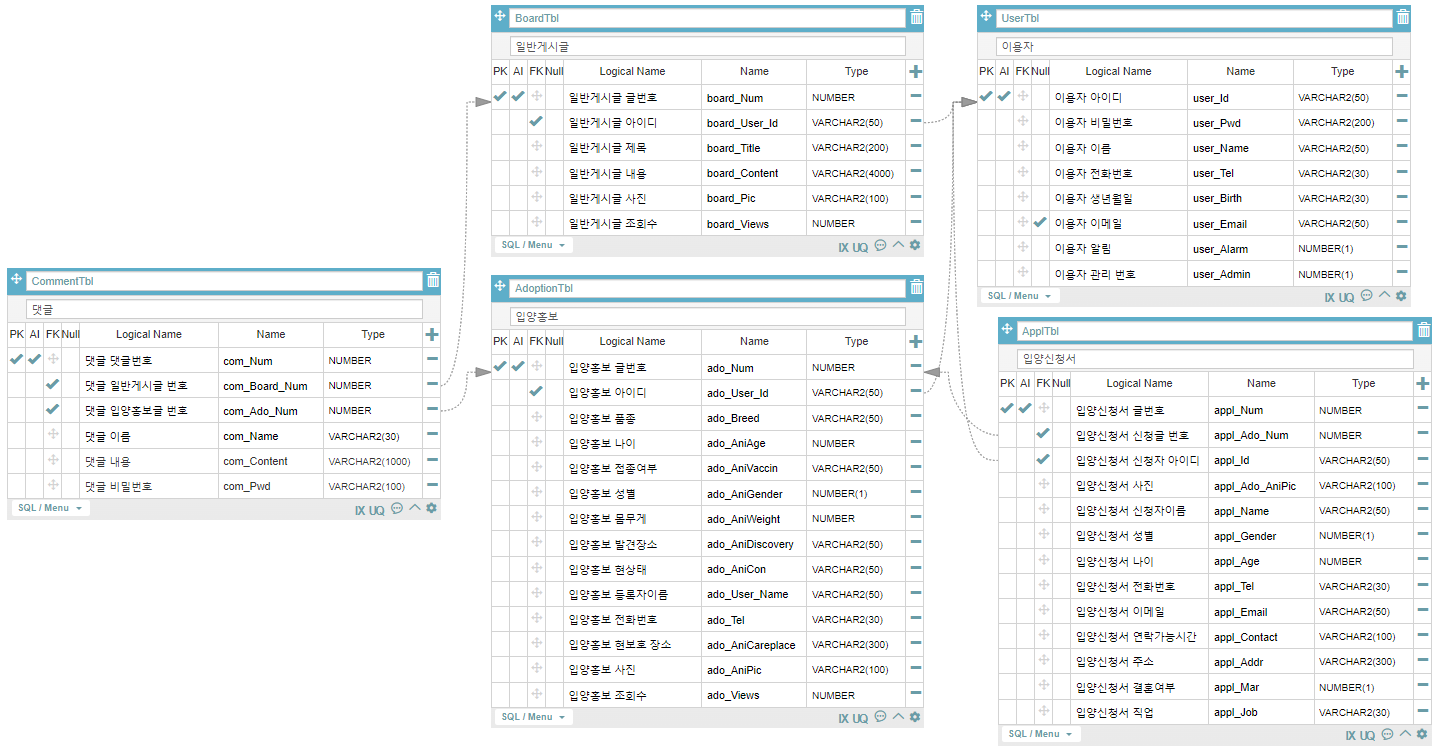 BoardTbl
일반게시글
PK AI FK Null Logical Name Name Type
일반게시글 글번호 board_Num NUMBER
일반게시글 아이디 board_User_Id VARCHAR2(50)
일반게시글 제목 board_Title VARCHAR2(200)
일반게시글 내용 board_Content VARCHAR2(4000)
일반게시글 사진 board_Pic VARCHAR2(100)
일반게시글 조회수 board_Views NUMBER
SQL / Menu IX UQ
UserTbl
이용자
PK AI FK Null Logical Name Name Type
이용자 아이디 user_Id VARCHAR2(50)
이용자 비밀번호 user_Pwd VARCHAR2(200)
이용자 이름 user_Name VARCHAR2(50)
이용자 전화번호 user_Tel VARCHAR2(30)
이용자 생년월일 user_Birth VARCHAR2(30)
이용자 이메일 user_Email VARCHAR2(50)
이용자 알림 user_Alarm NUMBER(1)
이용자 관리 번호 user_Admin NUMBER(1)
SQL / Menu IX UQ
CommentTbl
댓글
PK AI FK Null Logical Name Name Type
댓글 댓글번호 com_Num NUMBER
댓글 일반게시글 번호 com_Board_Num NUMBER
댓글 입양홍보글 번호 com_Ado_Num NUMBER
댓글 이름 com_Name VARCHAR2(30)
댓글 내용 com_Content VARCHAR2(1000)
댓글 비밀번호 com_Pwd VARCHAR2(100)
SQL / Menu IX UQ
AdoptionTbl
입양홍보
PK AI FK Null Logical Name Name Type
입양홍보 글번호 ado_Num NUMBER
입양홍보 아이디 ado_User_Id VARCHAR2(50)
입양홍보 품종 ado_Breed VARCHAR2(50)
입양홍보 나이 ado_AniAge NUMBER
입양홍보 접종여부 ado_AniVaccin VARCHAR2(50)
입양홍보 성별 ado_AniGender NUMBER(1)
입양홍보 몸무게 ado_AniWeight NUMBER
입양홍보 발견장소 ado_AniDiscovery VARCHAR2(50)
입양홍보 현상태 ado_AniCon VARCHAR2(50)
입양홍보 등록자이름 ado_User_Name VARCHAR2(50)
입양홍보 전화번호 ado_Tel VARCHAR2(30)
입양홍보 현보호 장소 ado_AniCareplace VARCHAR2(300)
입양홍보 사진 ado_AniPic VARCHAR2(100)
입양홍보 조회수 ado_Views NUMBER
SQL / Menu IX UQ
ApplTbl
입양신청서
PK AI FK Null Logical Name Name Type
입양신청서 글번호 appl_Num NUMBER
입양신청서 신청글 번호 appl_Ado_Num NUMBER
입양신청서 신청자 아이디 appl_Id VARCHAR2(50)
입양신청서 사진 appl_Ado_AniPic VARCHAR2(100)
입양신청서 신청자이름 appl_Name VARCHAR2(50)
입양신청서 성별 appl_Gender NUMBER(1)
입양신청서 나이 appl_Age NUMBER
입양신청서 전화번호 appl_Tel VARCHAR2(30)
입양신청서 이메일 appl_Email VARCHAR2(50)
입양신청서 연락가능시간 appl_Contact VARCHAR2(100)
입양신청서 주소 appl_Addr VARCHAR2(300)
입양신청서 결혼여부 appl_Mar NUMBER(1)
입양신청서 직업 appl_Job VARCHAR2(30)
SQL / Menu IX UQ